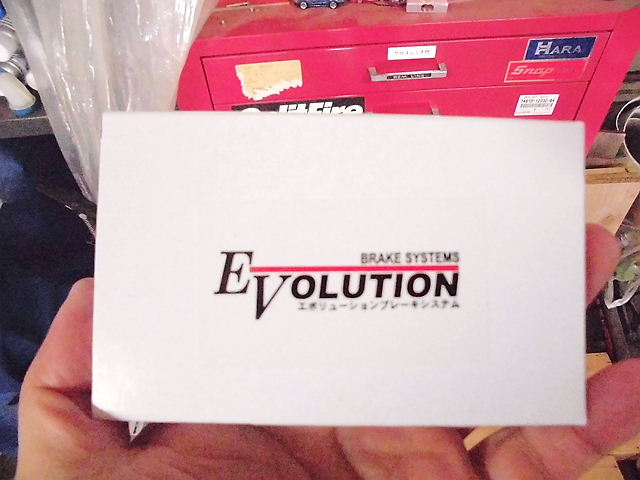 HARA
Snap
SplitFire
BRAKE SYSTEMS
EVOLUTION
エボリューションブレーキシステム